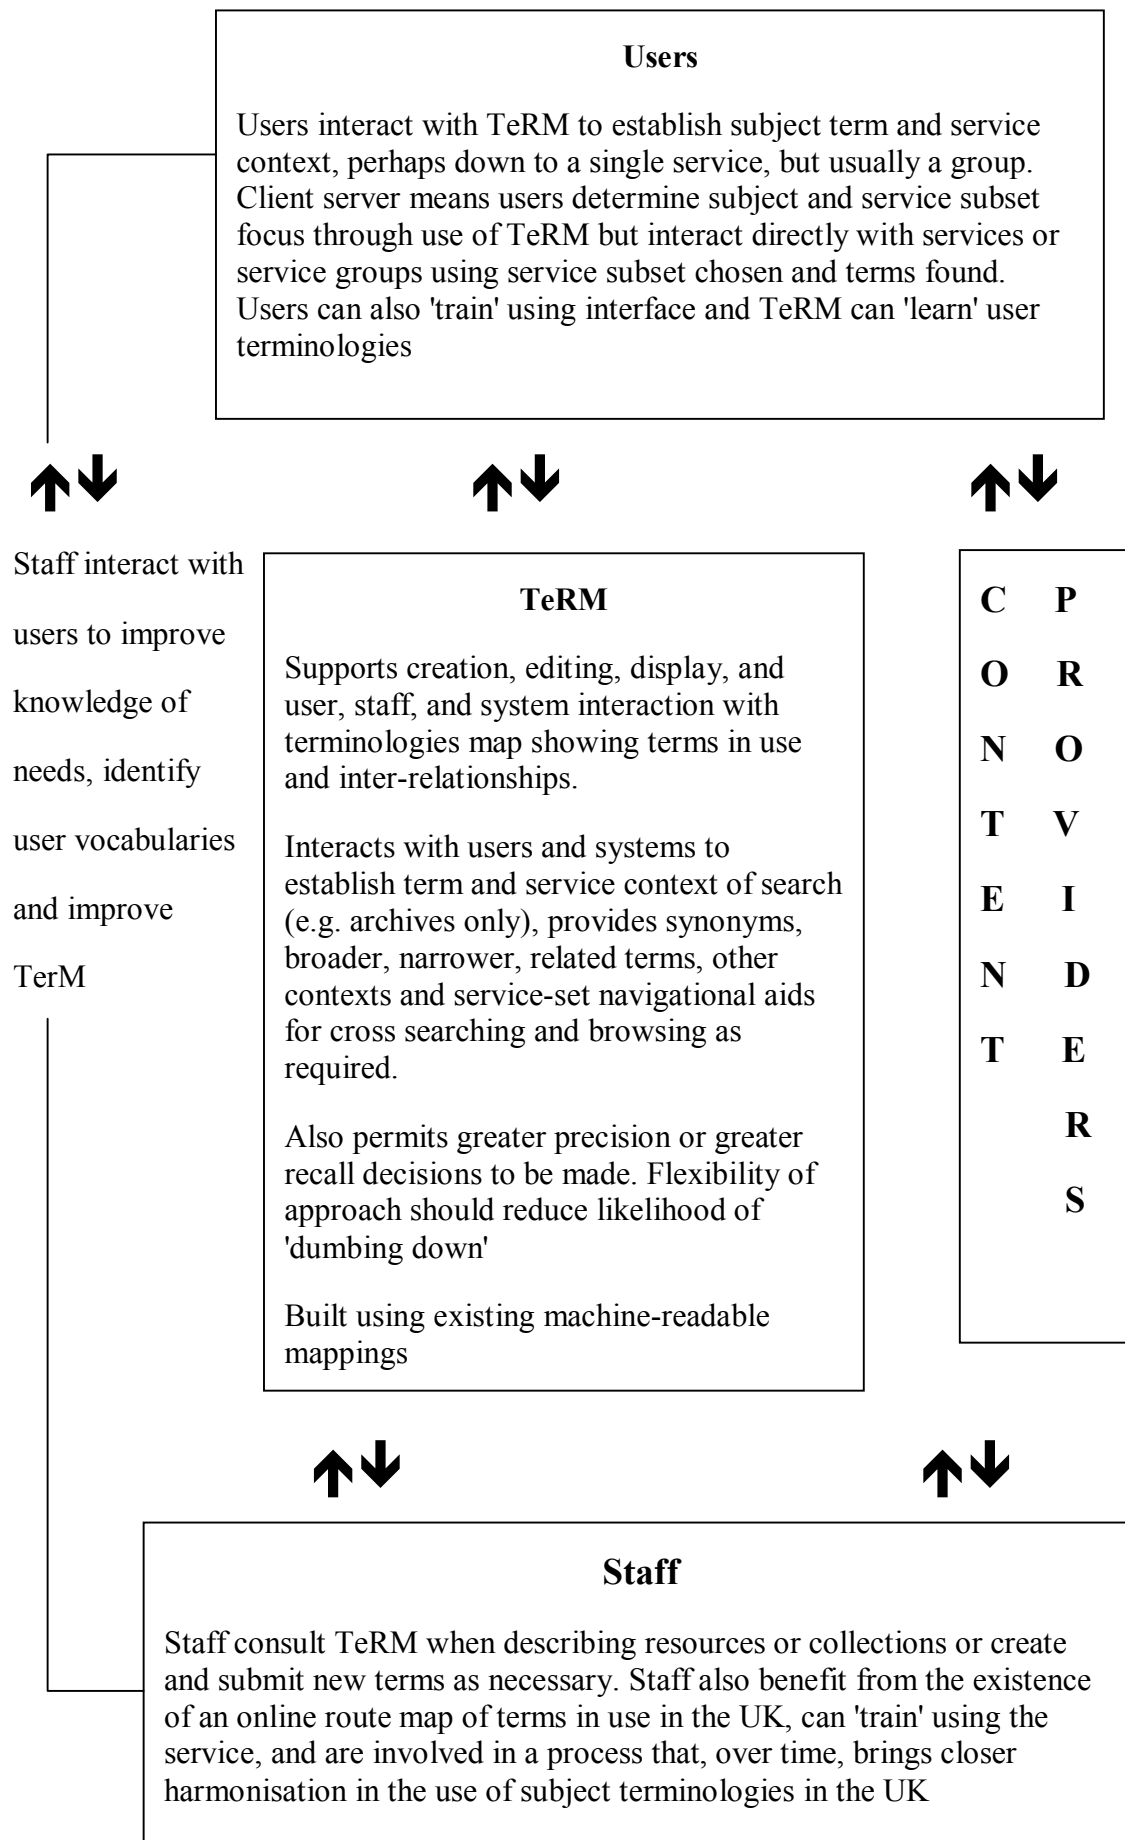 Users
Users interact with TeRM to establish subject term and service
context, perhaps down to a single service, but usually a group.
Client server means users determine subject and service subset
focus through use of TeRM but interact directly with services or
service groups using service subset chosen and terms found.
Users can also 'train' using interface and TeRM can 'learn' user
terminologies
Staff interact with
users to improve
knowledge of
needs, identify
user vocabularies
and improve
TerM
TeRM
Supports creation, editing, display, and
user, staff, and system interaction with
terminologies map showing terms in use
and inter-relationships.
Interacts with users and systems to
establish term and service context of search
(e.g. archives only), provides synonyms,
broader, narrower, related terms, other
contexts and service-set navigational aids
for cross searching and browsing as
required.
Also permits greater precision or greater
recall decisions to be made. Flexibility of
approach should reduce likelihood of
'dumbing down'
Built using existing machine-readable
mappings
CONTENT
PROVIDERS
Staff
Staff consult TeRM when describing resources or collections or create
and submit new terms as necessary. Staff also benefit from the existence
of an online route map of terms in use in the UK, can 'train' using the
service, and are involved in a process that, over time, brings closer
harmonisation in the use of subject terminologies in the UK